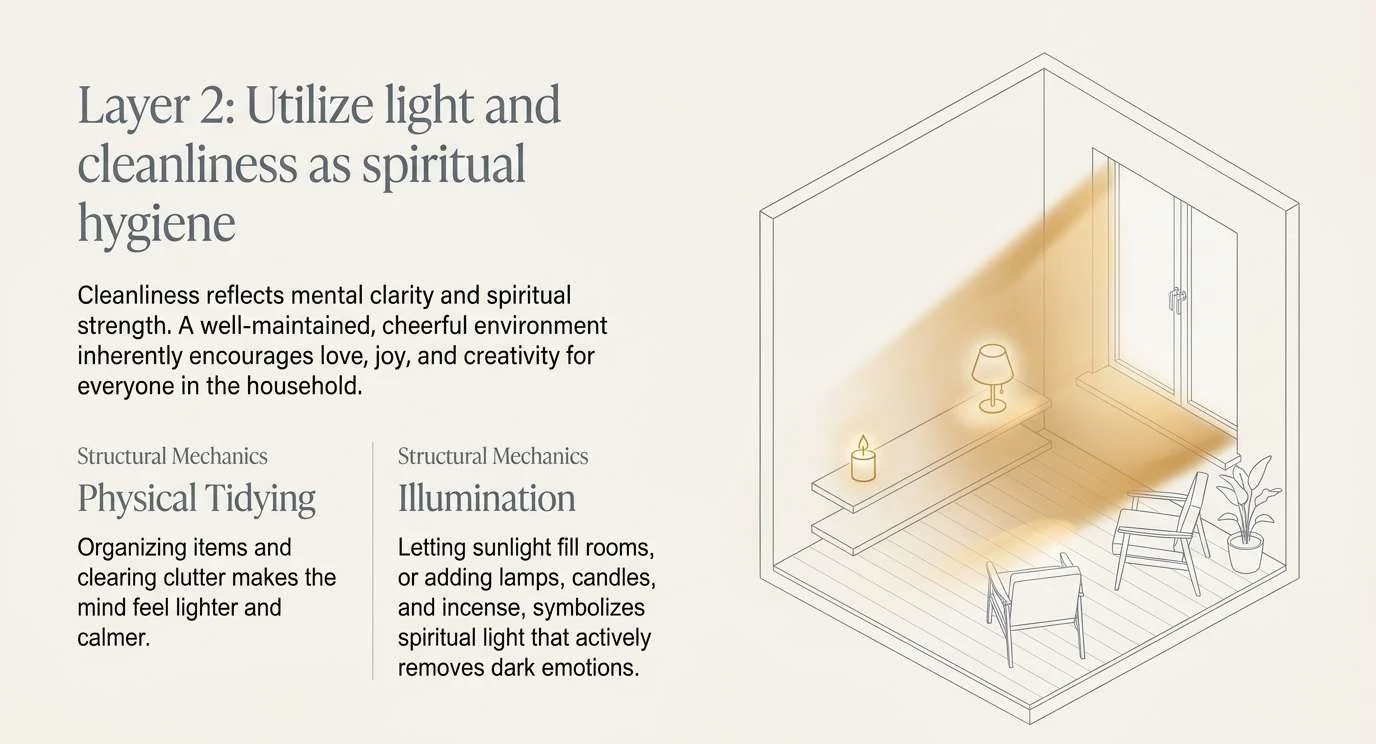 Layer 2: Utilize light and
cleanliness as spiritual
hygiene
Cleanliness reflects mental clarity and spiritual
strength. A well-maintained, cheerful environment
inherently encourages love, joy, and creativity for
everyone in the household.
Structural Mechanics
Physical Tidying
Organizing items and
clearing clutter makes the
mind feel lighter and
calmer.
Structural Mechanics
Illumination
Letting sunlight fill rooms,
or adding lamps, candles,
and incense, symbolizes
spiritual light that actively
removes dark emotions.